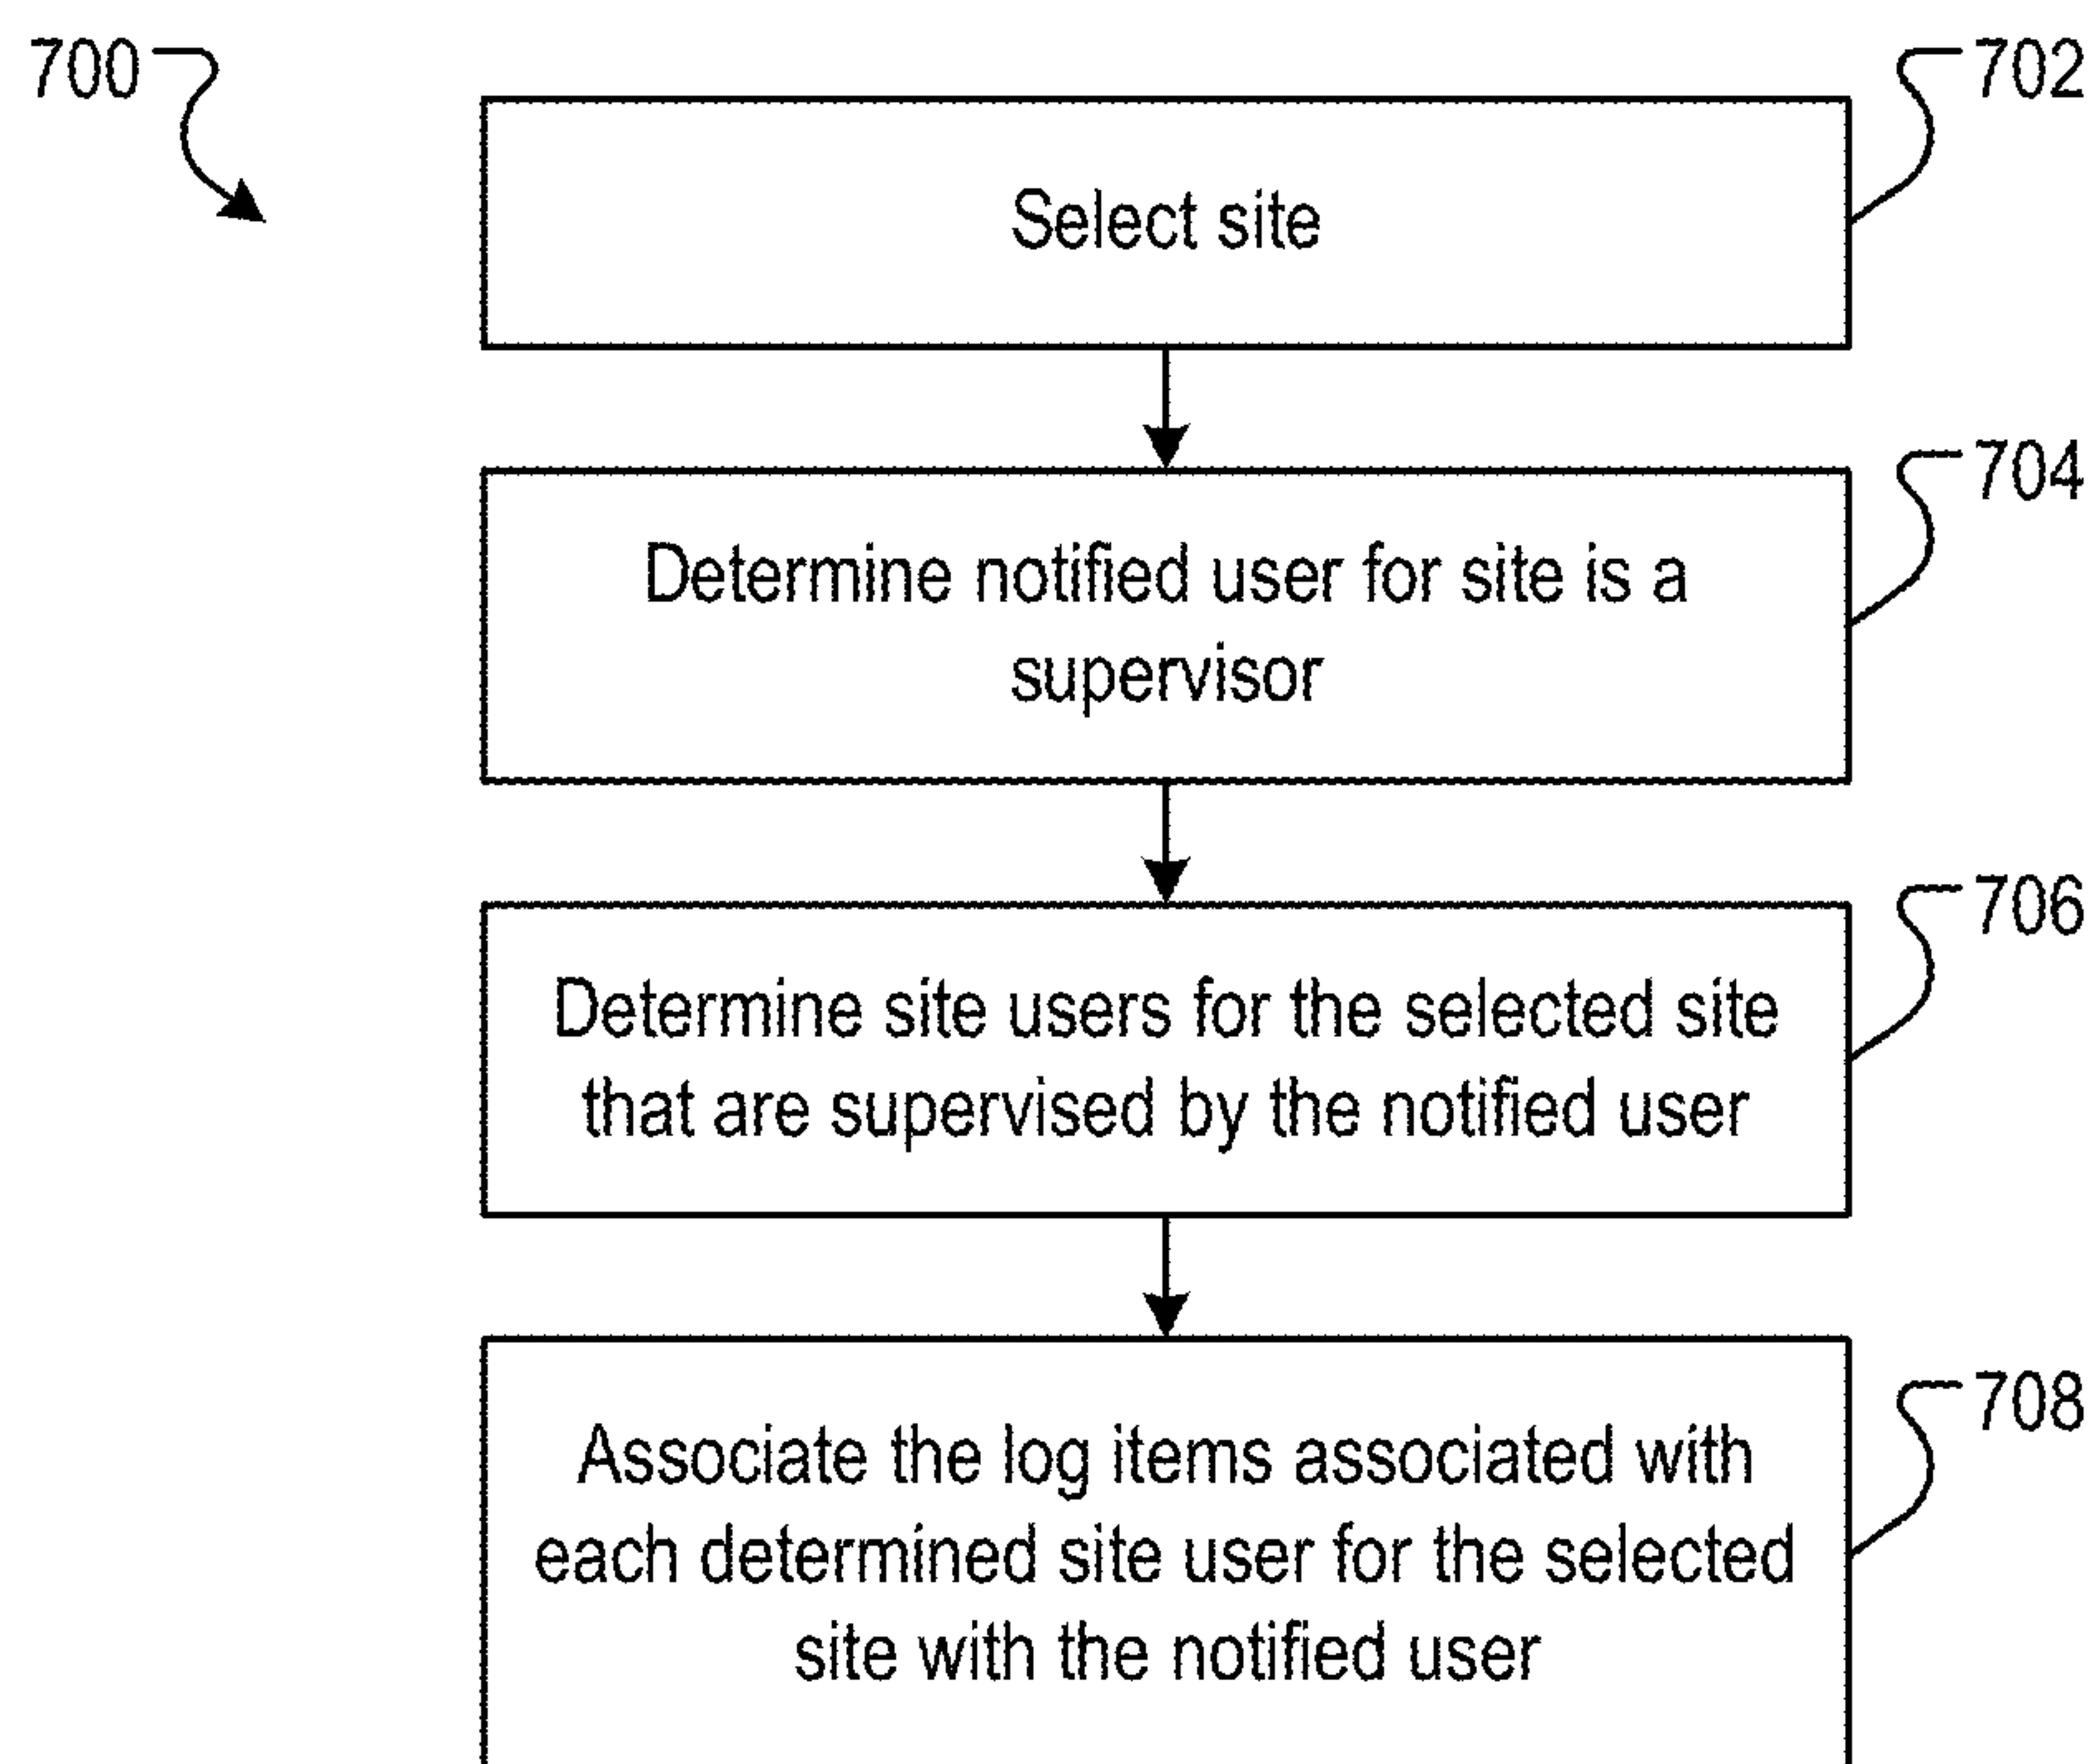 700
702
Select site
704
Determine notified user for site is a
supervisor
706
Determine site users for the selected site
that are supervised by the notified user
708
Associate the log items associated with
each determined site user for the selected
site with the notified user